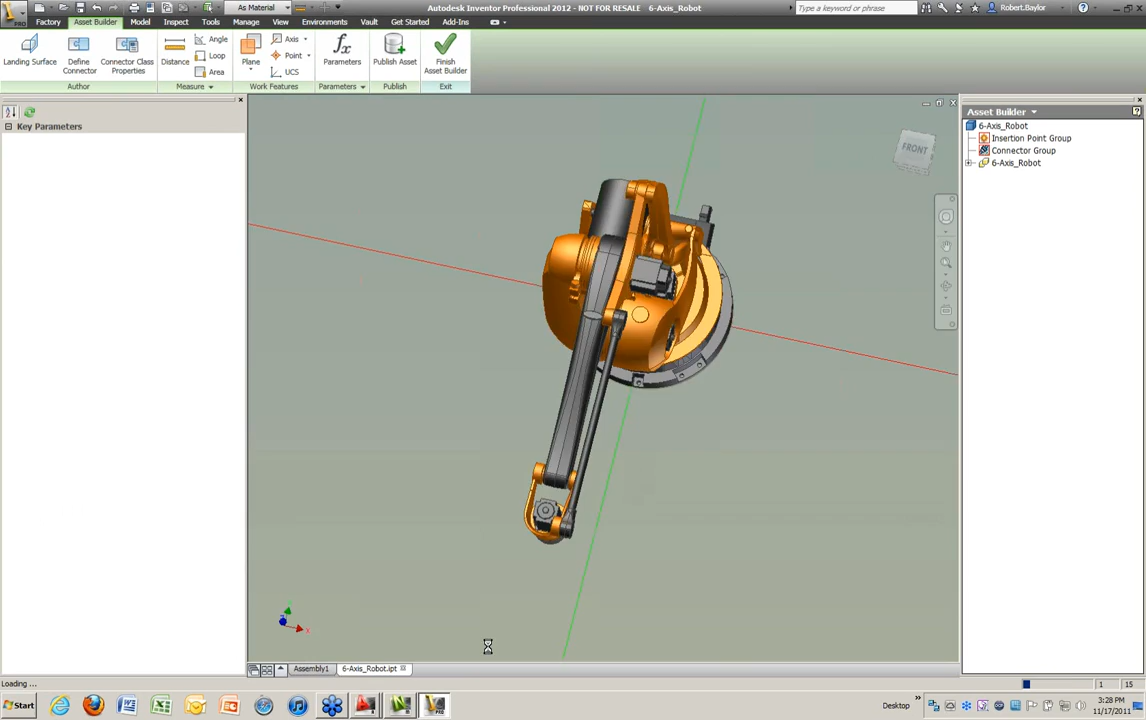 Autodesk Inventor Professional 2012 - NOT FOR RESALE 6-Axis_Robot
As Material
Type a keyword or phrase
Robert.Baylor
PRO
Factory Asset Builder Model Inspect Tools Manage View Environments Vault Get Started Add-Ins
Landing Surface
Define Connector
Connector Class Properties
Distance
Angle
Loop
Area
Plane
Axis
Point
UCS
Parameters
Publish Asset
Finish Asset Builder
Author Measure Work Features Parameters Publish Exit
Key Parameters
FRONT
Asset Builder
6-Axis_Robot
Insertion Point Group
Connector Group
6-Axis_Robot
x
Assembly1 6-Axis_Robot.ipt
Loading ...
1 15
Start
Desktop
3:28 PM
11/17/2011